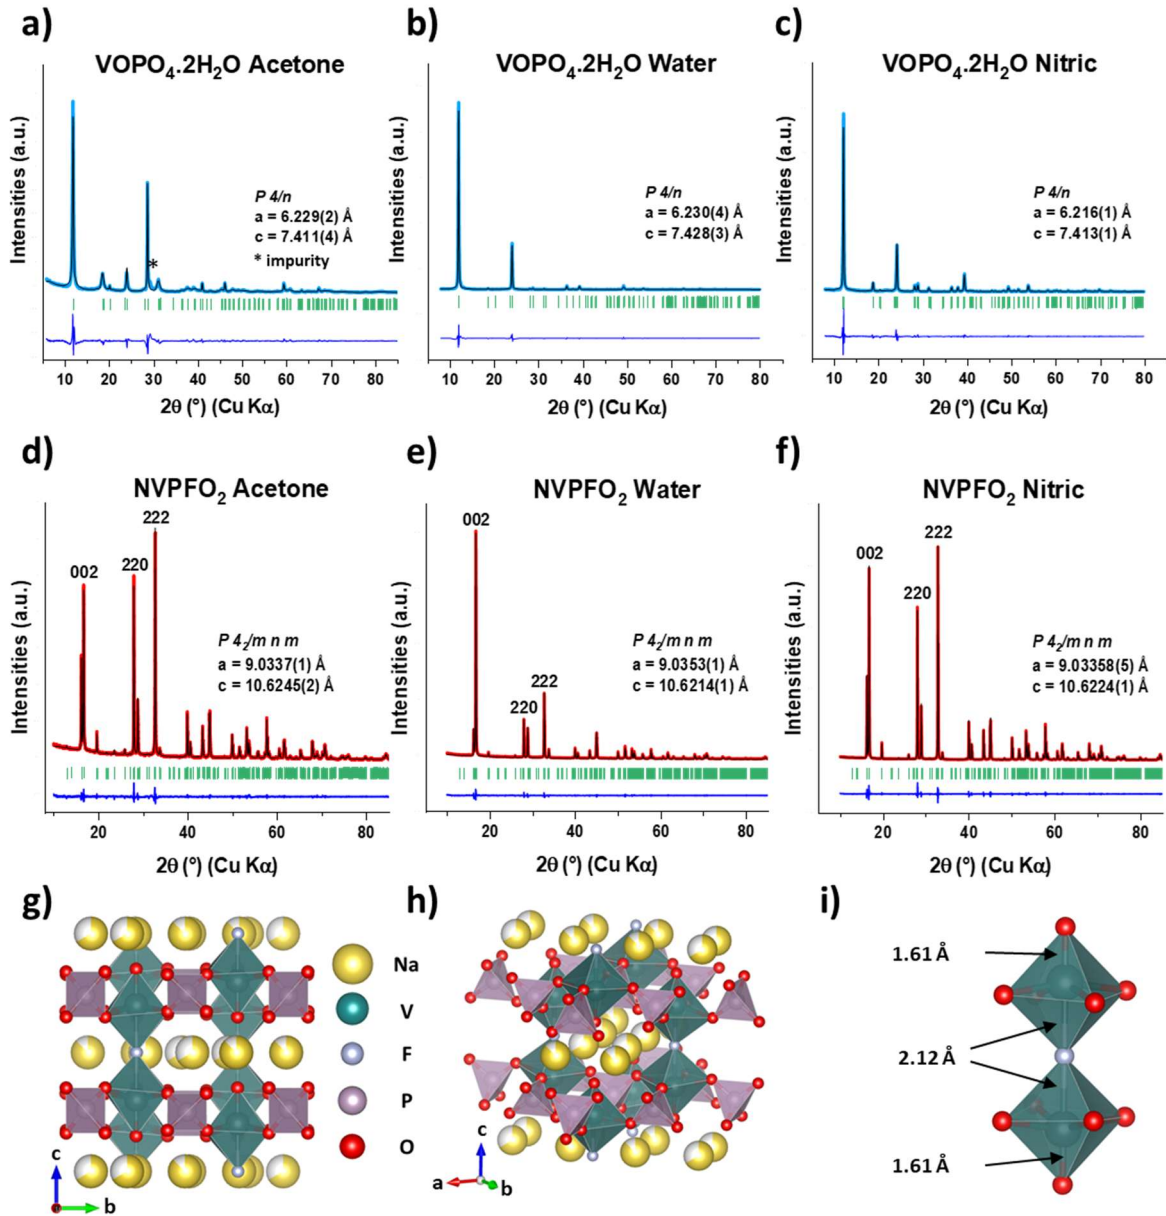 a)
VOPO₄.2H₂O Acetone
Intensities (a.u.)
P 4/n
a = 6.229(2) Å
c = 7.411(4) Å
* impurity
*
10 20 30 40 50 60 70 80
2θ (°) (Cu Kα)
b)
VOPO₄.2H₂O Water
Intensities (a.u.)
P 4/n
a = 6.230(4) Å
c = 7.428(3) Å
10 20 30 40 50 60 70 80
2θ (°) (Cu Kα)
c)
VOPO₄.2H₂O Nitric
Intensities (a.u.)
P 4/n
a = 6.216(1) Å
c = 7.413(1) Å
10 20 30 40 50 60 70 80
2θ (°) (Cu Kα)
d)
NVPFO₂ Acetone
Intensities (a.u.)
222
220
002
P 4₂/m n m
a = 9.0337(1) Å
c = 10.6245(2) Å
20 40 60 80
2θ (°) (Cu Kα)
e)
NVPFO₂ Water
Intensities (a.u.)
002
222
220
P 4₂/m n m
a = 9.0353(1) Å
c = 10.6214(1) Å
20 40 60 80
2θ (°) (Cu Kα)
f)
NVPFO₂ Nitric
Intensities (a.u.)
222
002
220
P 4₂/m n m
a = 9.03358(5) Å
c = 10.6224(1) Å
20 40 60 80
2θ (°) (Cu Kα)
g)
Na
V
F
P
O
c
b
h)
c
a
b
i)
1.61 Å
2.12 Å
1.61 Å